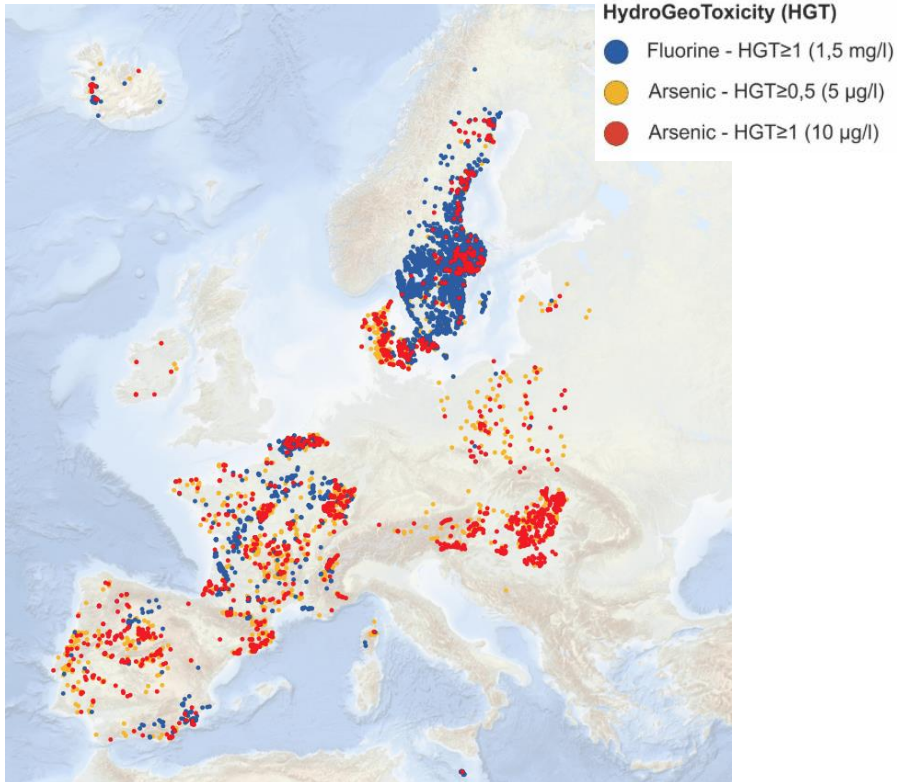 HydroGeoToxicity (HGT)
Fluorine - HGT≥1 (1,5 mg/l)
Arsenic - HGT≥0,5 (5 µg/l)
Arsenic - HGT≥1 (10 µg/l)